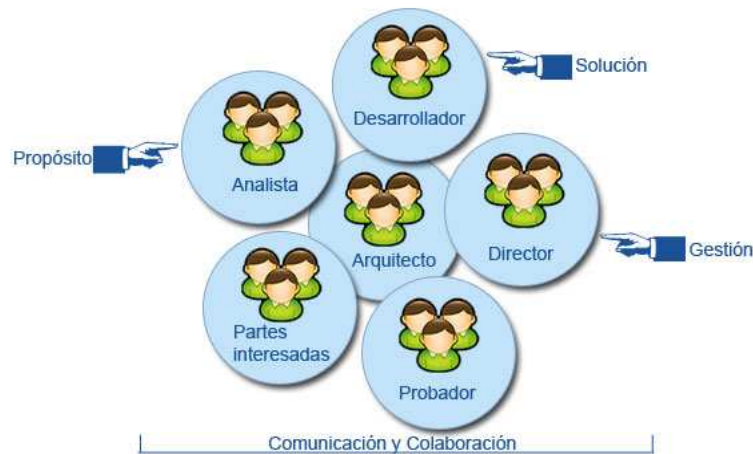 Solución
Desarrollador
Propósito
Analista
Arquitecto
Director
Gestión
Partes
interesadas
Probador
Comunicación y Colaboración